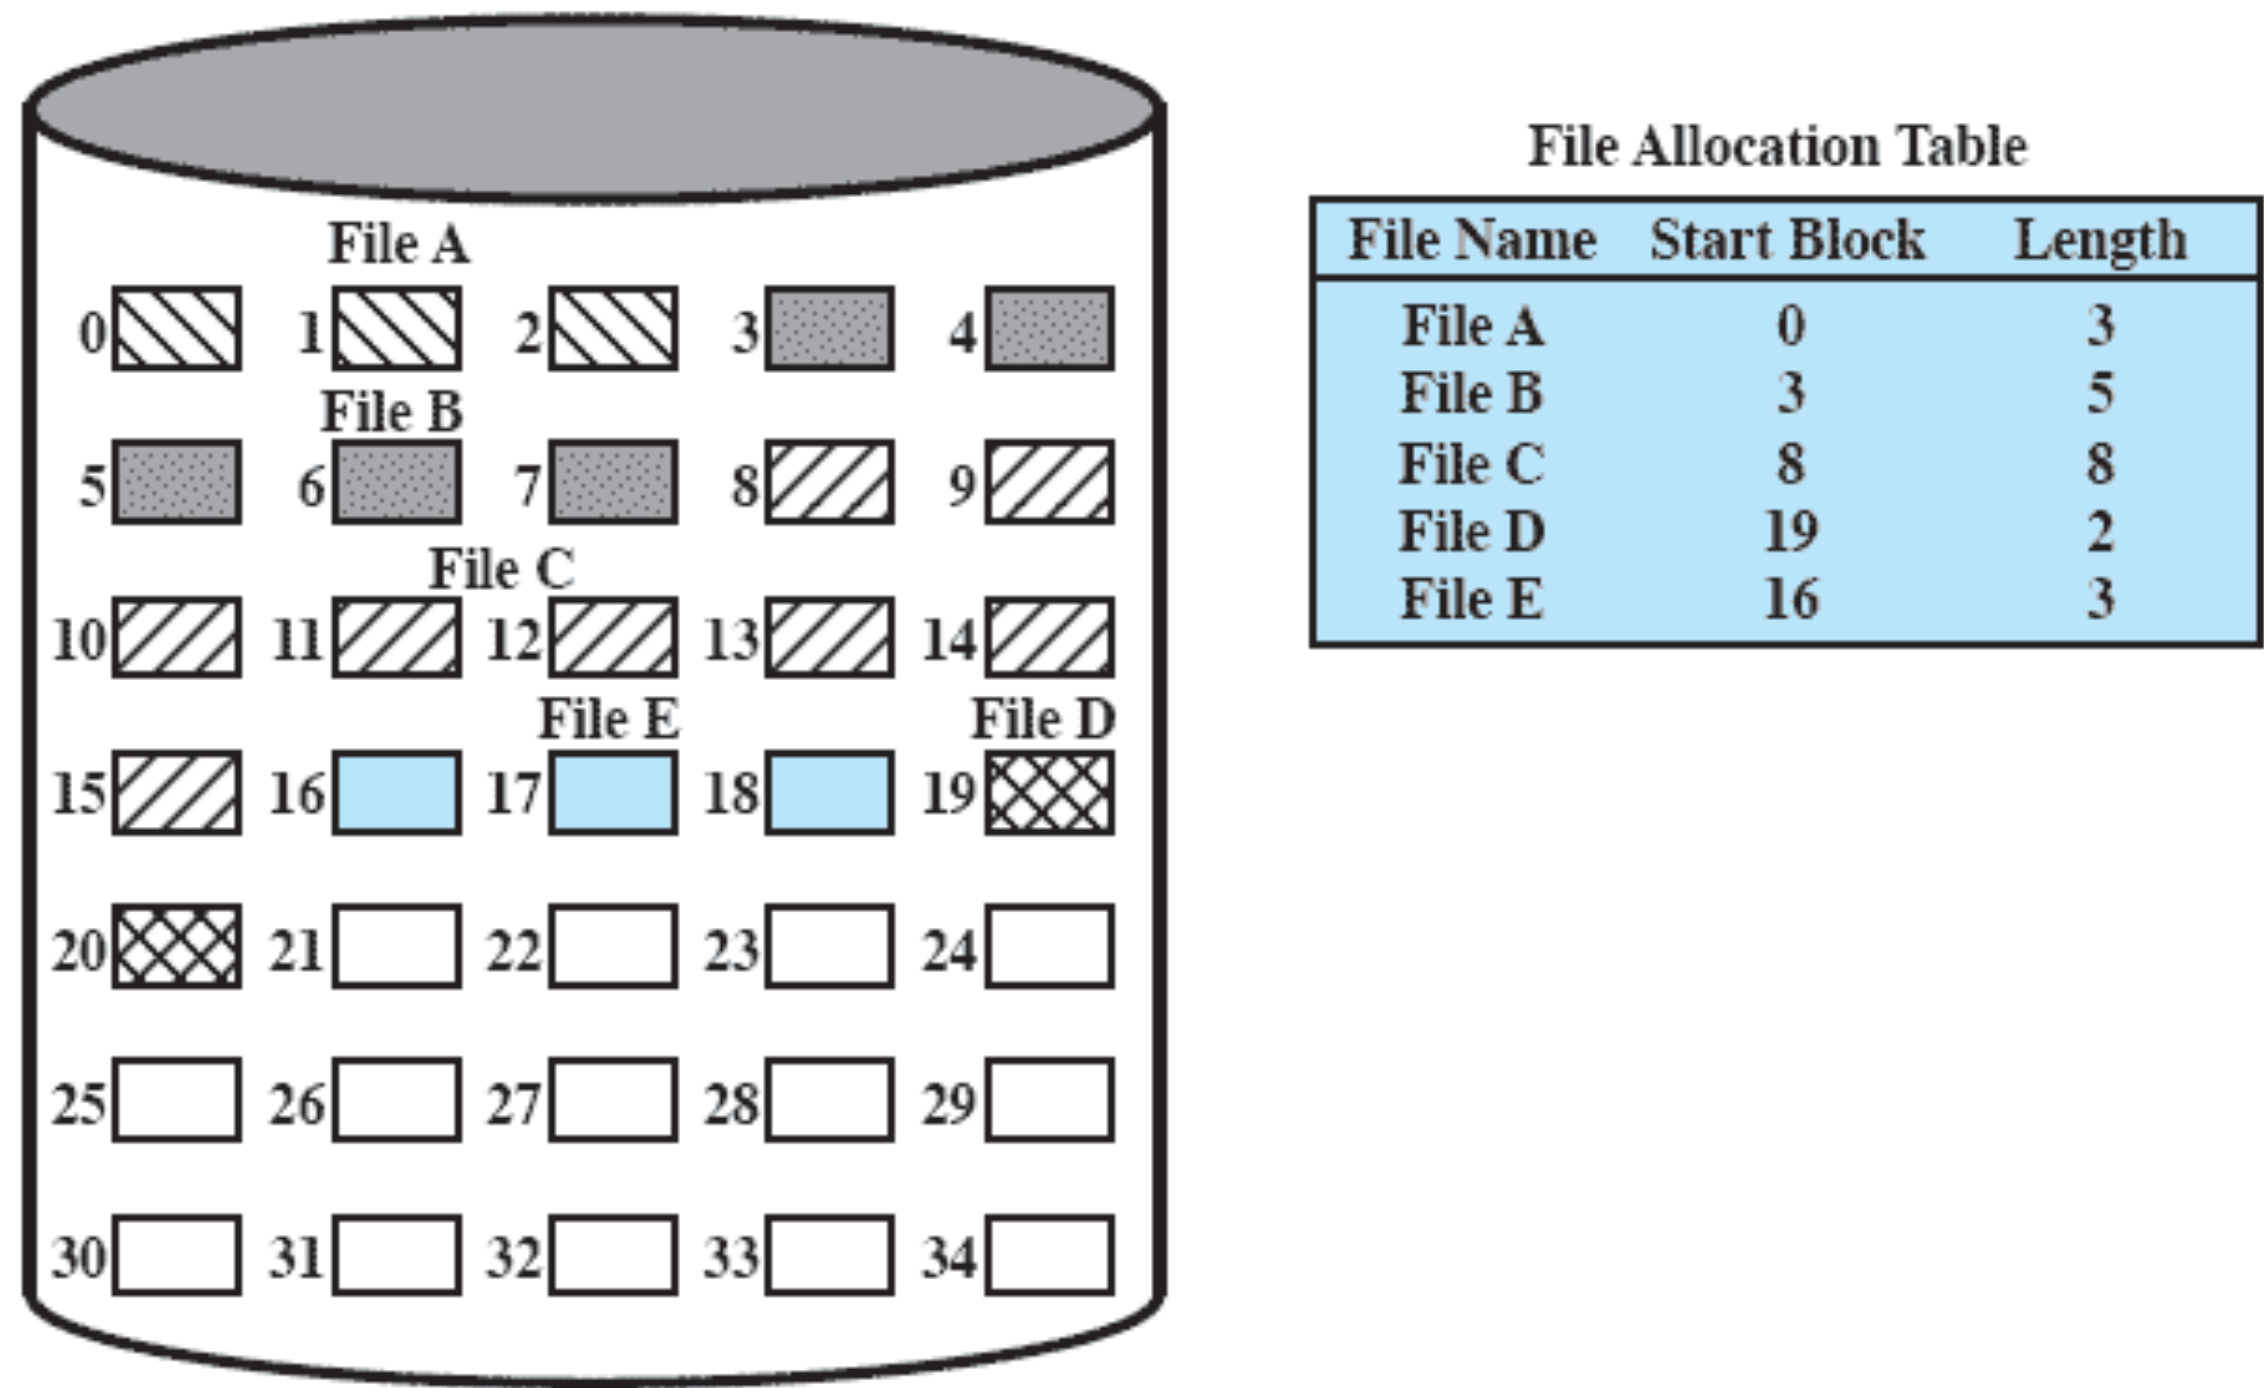 File A
0 1 2 3 4
File B
5 6 7 8 9
File C
10 11 12 13 14
File E File D
15 16 17 18 19
20 21 22 23 24
25 26 27 28 29
30 31 32 33 34
File Allocation Table
File Name Start Block Length
File A 0 3
File B 3 5
File C 8 8
File D 19 2
File E 16 3